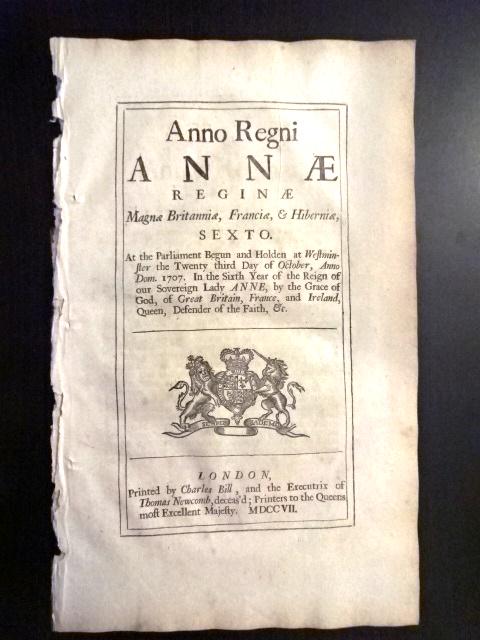 Anno Regni
ANNÆ
REGINÆ
Magnæ Britanniæ, Franciæ, & Hiberniæ,
SEXTO.
At the Parliament Begun and Holden at Westmin-
ster the Twenty third Day of October, Anno
Dom. 1707. In the Sixth Year of the Reign of
our Sovereign Lady ANNE, by the Grace of
God, of Great Britain, France, and Ireland,
Queen, Defender of the Faith, &c.
SEMPER EADEM
LONDON,
Printed by Charles Bill, and the Executrix of
Thomas Newcomb, deceas'd; Printers to the Queens
most Excellent Majesty. MDCCVII.